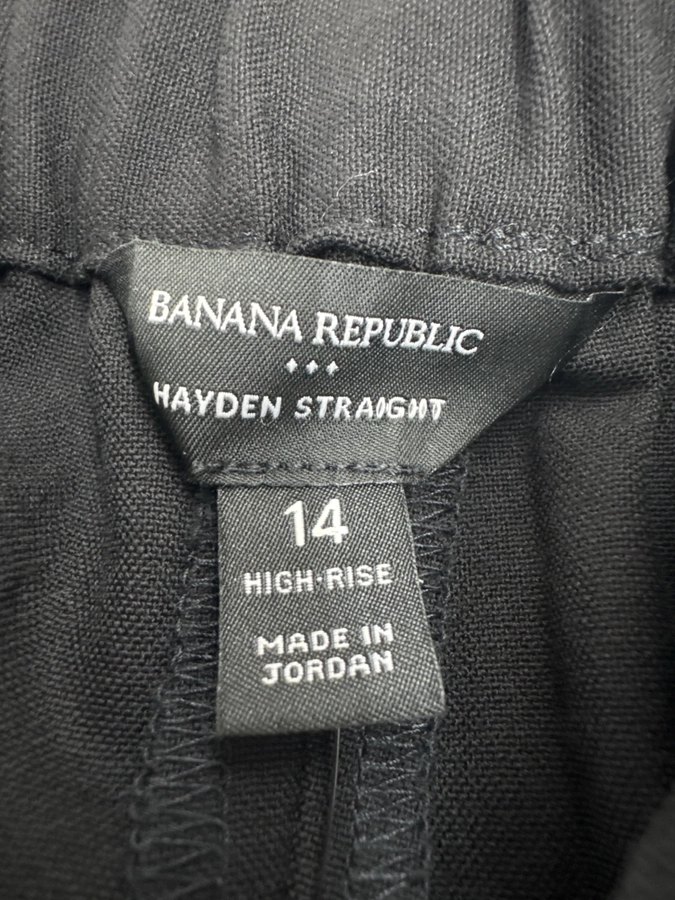 BANANA REPUBLIC
HAYDEN STRAIGHT
14
HIGH·RISE
MADE IN
JORDAN